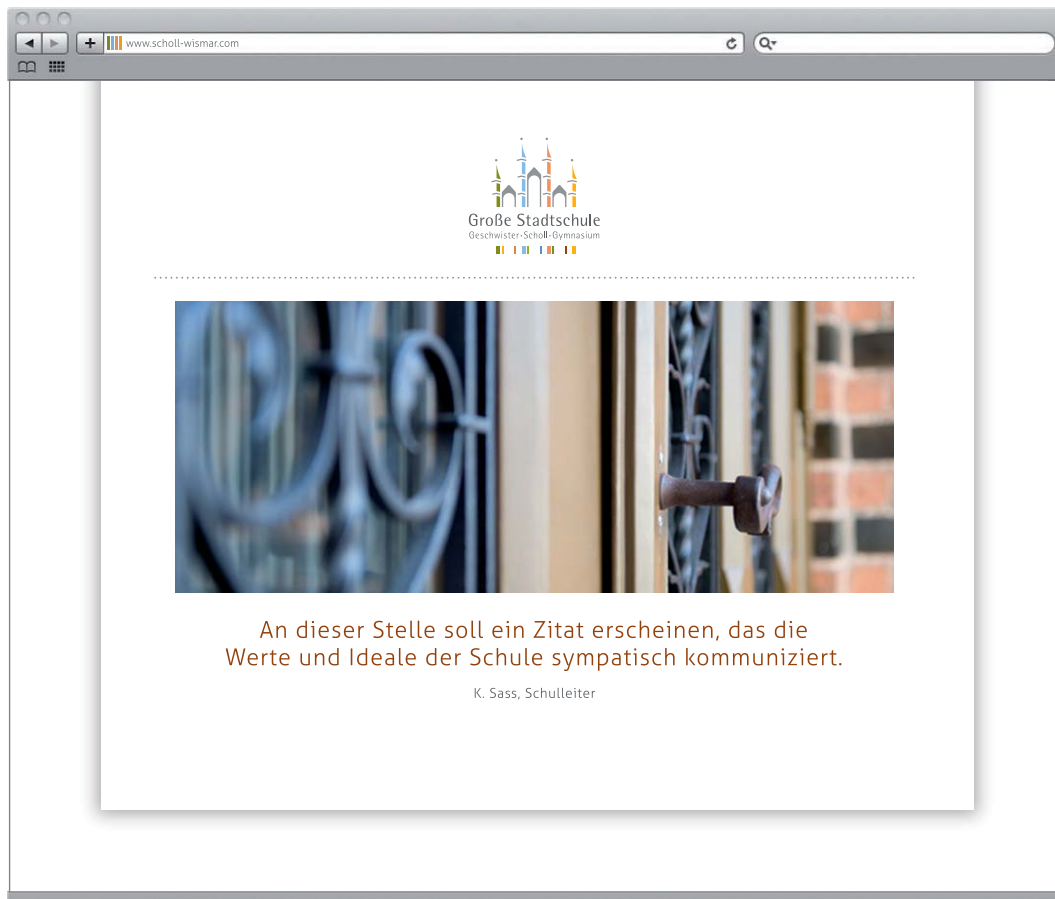 www.scholl-wismar.com
Große Stadtschule
Geschwister·Scholl·Gymnasium
An dieser Stelle soll ein Zitat erscheinen, das die
Werte und Ideale der Schule sympatisch kommuniziert.
K. Sass, Schulleiter